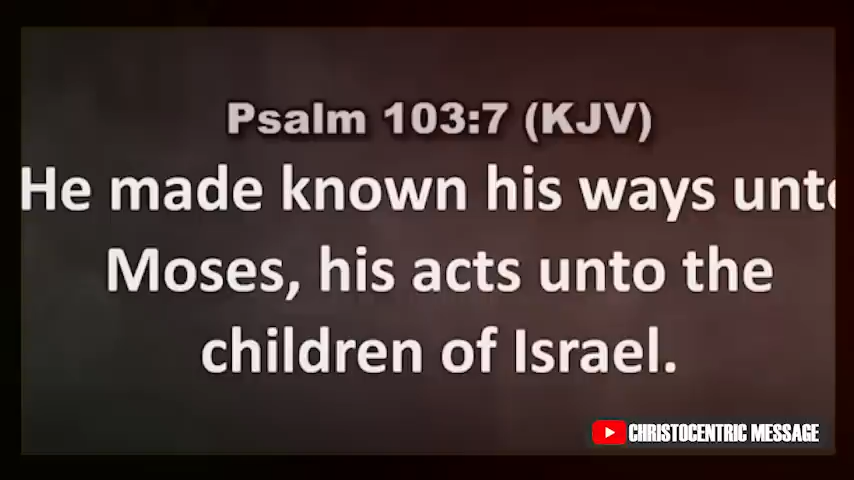 Psalm 103:7 (KJV)
He made known his ways unto
Moses, his acts unto the
children of Israel.
CHRISTOCENTRIC MESSAGE